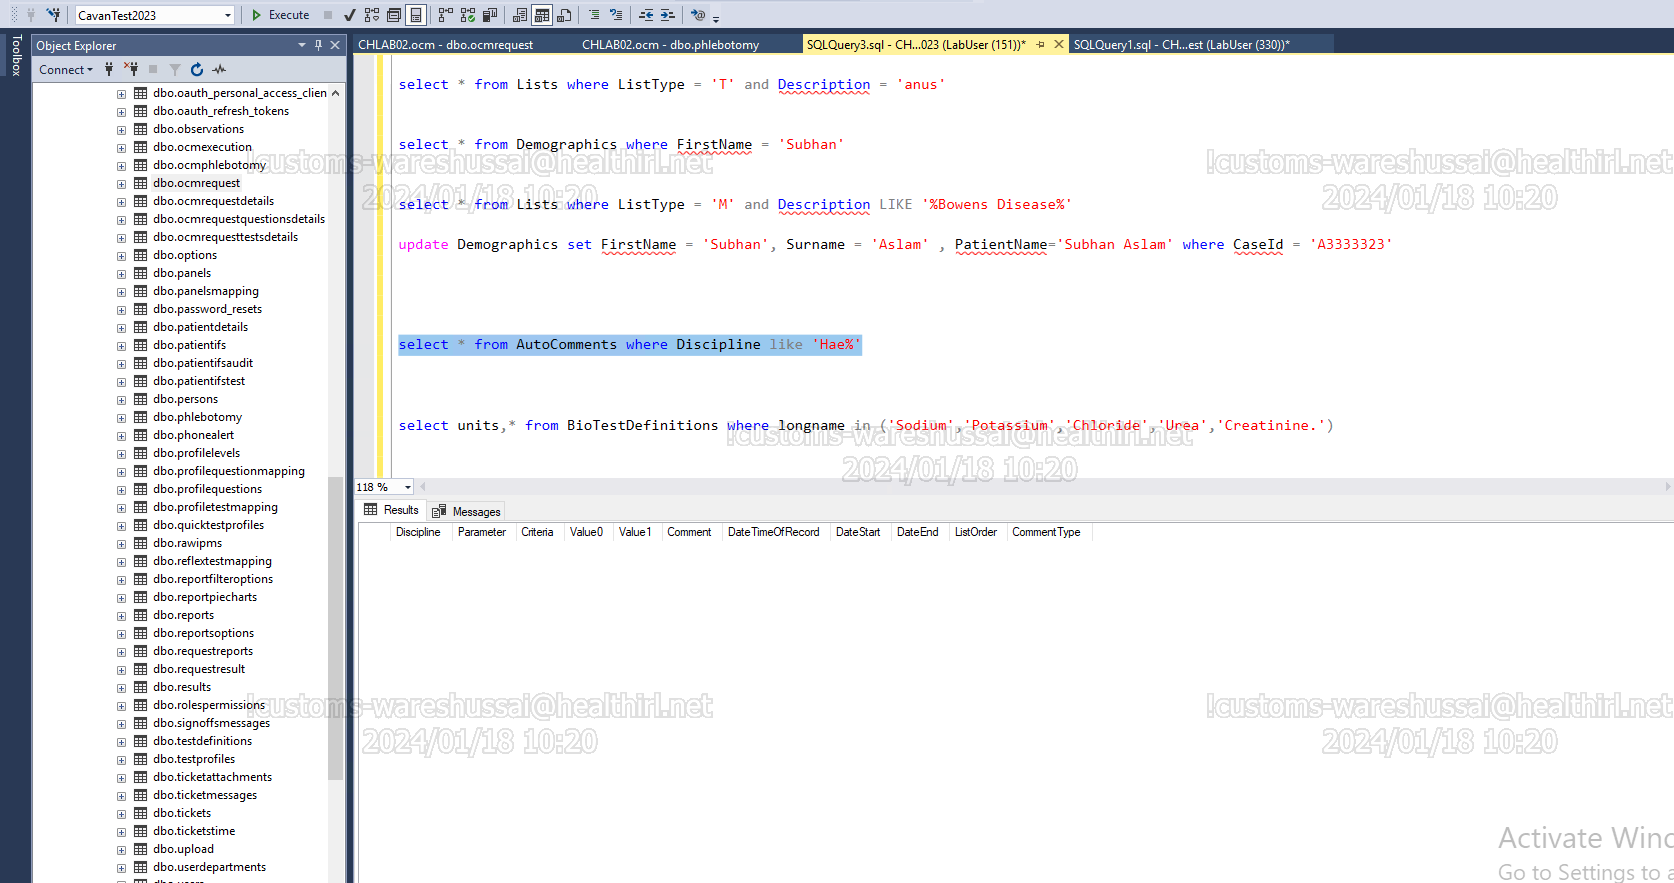 CavanTest2023
Execute
Toolbox
Object Explorer
Connect
dbo.oauth_personal_access_clien
dbo.oauth_refresh_tokens
dbo.observations
dbo.ocmexecution
dbo.ocmphlebotomy
dbo.ocmrequest
dbo.ocmrequestdetails
dbo.ocmrequestquestionsdetails
dbo.ocmrequesttestsdetails
dbo.options
dbo.panels
dbo.panelsmapping
dbo.password_resets
dbo.patientdetails
dbo.patientifs
dbo.patientifsaudit
dbo.patientifstest
dbo.persons
dbo.phlebotomy
dbo.phonealert
dbo.profilelevels
dbo.profilequestionmapping
dbo.profilequestions
dbo.profiletestmapping
dbo.quicktestprofiles
dbo.rawipms
dbo.reflextestmapping
dbo.reportfilteroptions
dbo.reportpiecharts
dbo.reports
dbo.reportsoptions
dbo.requestreports
dbo.requestresult
dbo.results
dbo.rolespermissions
dbo.signoffsmessages
dbo.testdefinitions
dbo.testprofiles
dbo.ticketattachments
dbo.ticketmessages
dbo.tickets
dbo.ticketstime
dbo.upload
dbo.userdepartments
CHLAB02.ocm - dbo.ocmrequest
CHLAB02.ocm - dbo.phlebotomy
SQLQuery3.sql - CH...023 (LabUser (151))*
SQLQuery1.sql - CH...est (LabUser (330))*
select * from Lists where ListType = 'T' and Description = 'anus'
select * from Demographics where FirstName = 'Subhan'
select * from Lists where ListType = 'M' and Description LIKE '%Bowens Disease%'
update Demographics set FirstName = 'Subhan', Surname = 'Aslam' , PatientName='Subhan Aslam' where CaseId = 'A3333323'
select * from AutoComments where Discipline like 'Hae%'
select units,* from BioTestDefinitions where longname in ('Sodium','Potassium','Chloride','Urea','Creatinine.')
118 %
Results
Messages
Discipline Parameter Criteria Value0 Value1 Comment DateTimeOfRecord DateStart DateEnd ListOrder CommentType
!customs-wareshussai@healthirl.net
2024/01/18 10:20
!customs-wareshussai@healthirl.net
2024/01/18 10:20
!customs-wareshussai@healthirl.net
2024/01/18 10:20
!customs-wareshussai@healthirl.net
2024/01/18 10:20
!customs-wareshussai@healthirl.net
2024/01/18 10:20
Activate Wind
Go to Settings to a